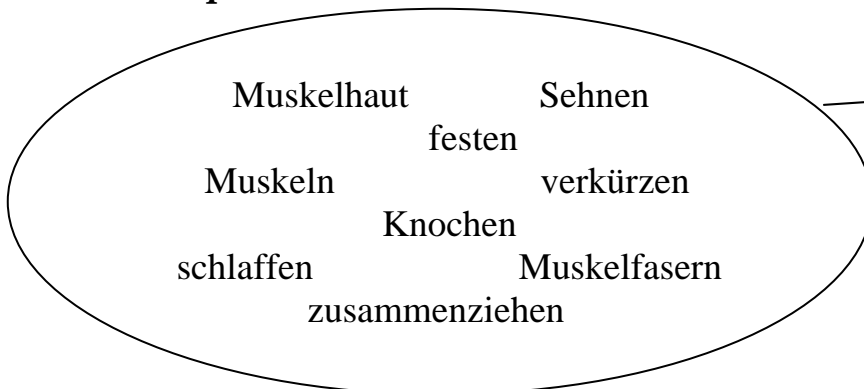 Muskelhaut Sehnen
festen
Muskeln verkürzen
Knochen
schlaffen Muskelfasern
zusammenziehen